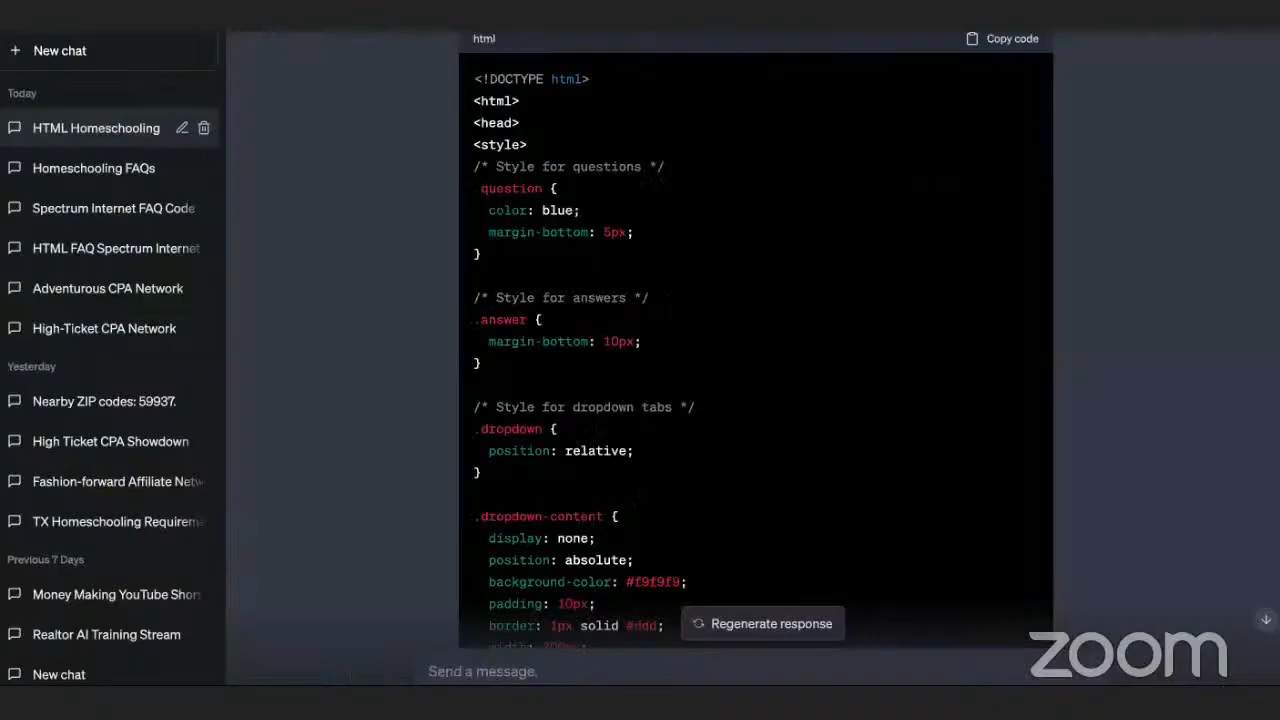 New chat
Today
HTML Homeschooling
Homeschooling FAQs
Spectrum Internet FAQ Code
HTML FAQ Spectrum Internet
Adventurous CPA Network
High-Ticket CPA Network
Yesterday
Nearby ZIP codes: 59937.
High Ticket CPA Showdown
Fashion-forward Affiliate Netw
TX Homeschooling Requireme
Previous 7 Days
Money Making YouTube Shor
Realtor AI Training Stream
New chat
html
Copy code
<!DOCTYPE html>
<html>
<head>
<style>
/* Style for questions */
.question {
color: blue;
margin-bottom: 5px;
}
/* Style for answers */
.answer {
margin-bottom: 10px;
}
/* Style for dropdown tabs */
.dropdown {
position: relative;
}
.dropdown-content {
display: none;
position: absolute;
background-color: #f9f9f9;
padding: 10px;
border: 1px solid #ddd;
Regenerate response
Send a message.
zoom